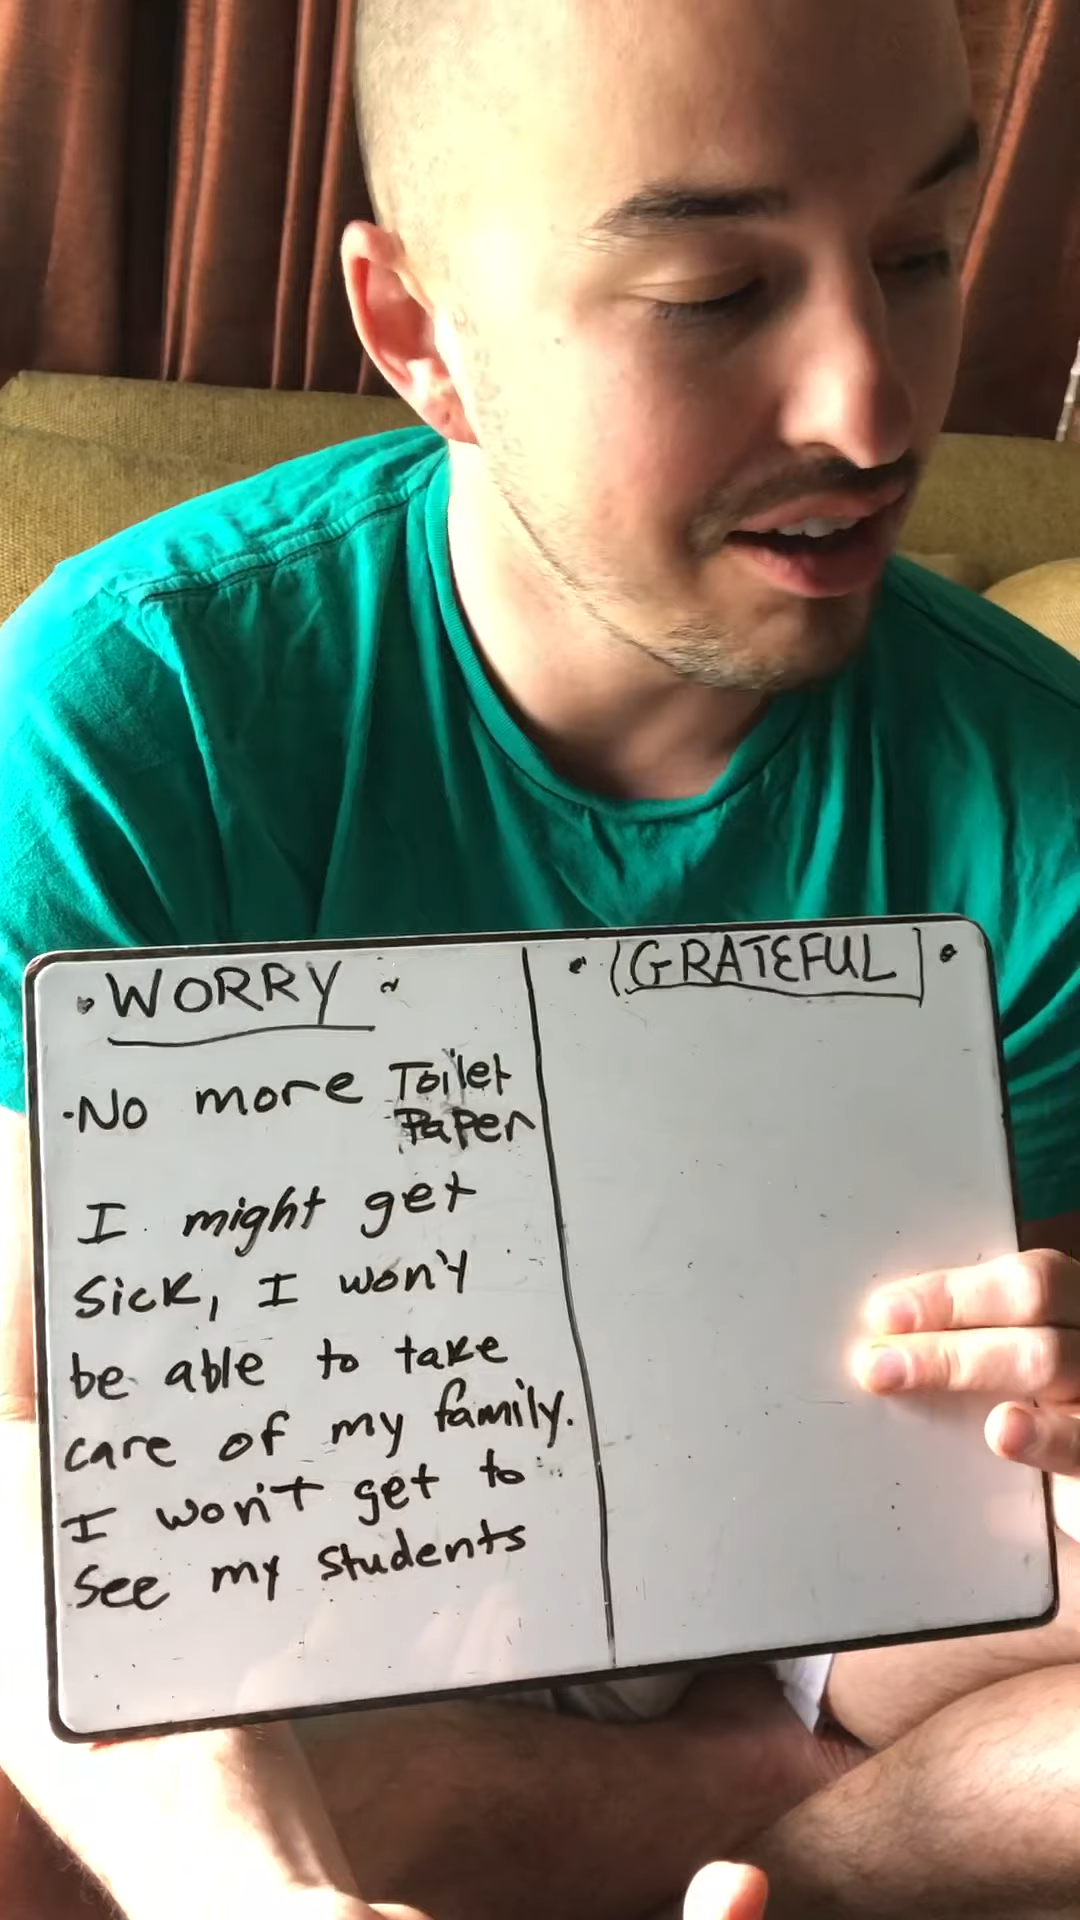 WORRY
GRATEFUL
No more Toilet
Paper
I might get
Sick, I won'y
be able to take
care of my family.
I won't get to
See my students